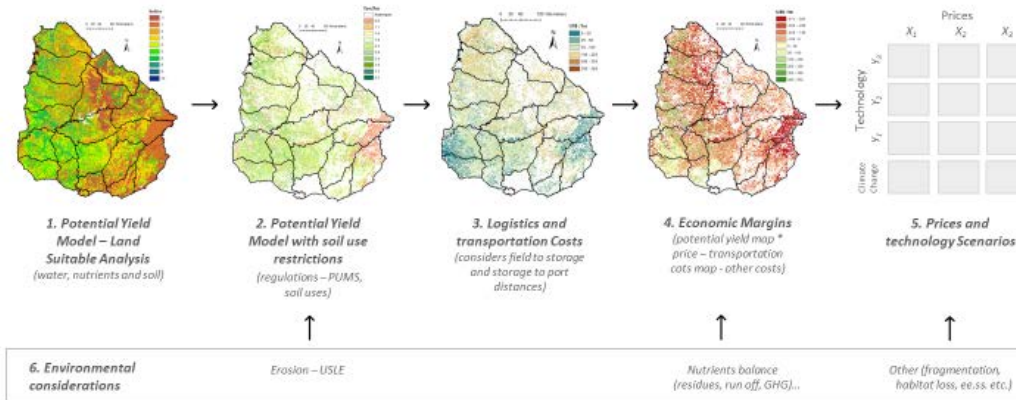 Prices
X₁ X₂ X₃
Technology
Y₃
Y₂
Y₁
Climate
Change
1. Potential Yield
Model – Land
Suitable Analysis
(water, nutrients and soil)
2. Potential Yield
Model with soil use
restrictions
(regulations – PUMS,
soil uses)
3. Logistics and
transportation Costs
(considers field to storage
and storage to port
distances)
4. Economic Margins
(potential yield map *
price – transportation
cots map - other costs)
5. Prices and
technology Scenarios
6. Environmental
considerations
Erosion – USLE
Nutrients balance
(residues, run off, GHG)...
Other (fragmentation,
habitat loss, ee.ss. etc.)